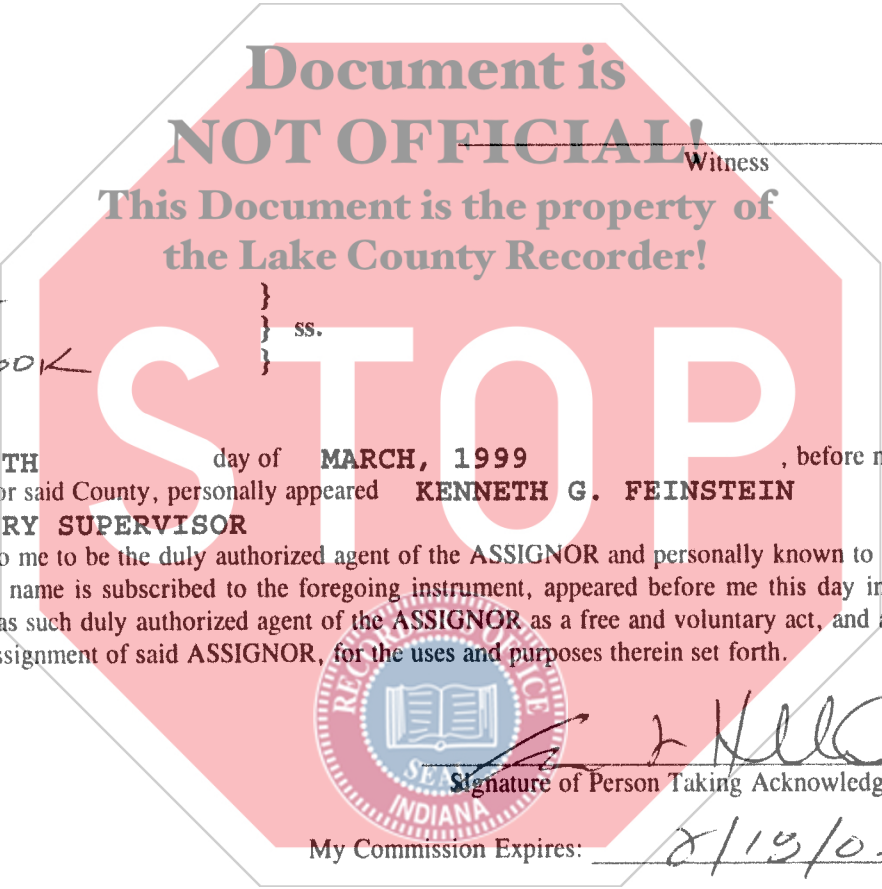 Document is
NOT OFFICIAL!
Witness
This Document is the property of
the Lake County Recorder!
}
} ss.
}
STOP
TH day of MARCH, 1999 , before
or said County, personally appeared KENNETH G. FEINSTEIN
RY SUPERVISOR
o me to be the duly authorized agent of the ASSIGNOR and personally known to
name is subscribed to the foregoing instrument, appeared before me this day in
as such duly authorized agent of the ASSIGNOR as a free and voluntary act, and
ssignment of said ASSIGNOR, for the uses and purposes therein set forth.
RECORDER'S OFFICE
SEAL
INDIANA
Signature of Person Taking Acknowledg
My Commission Expires: